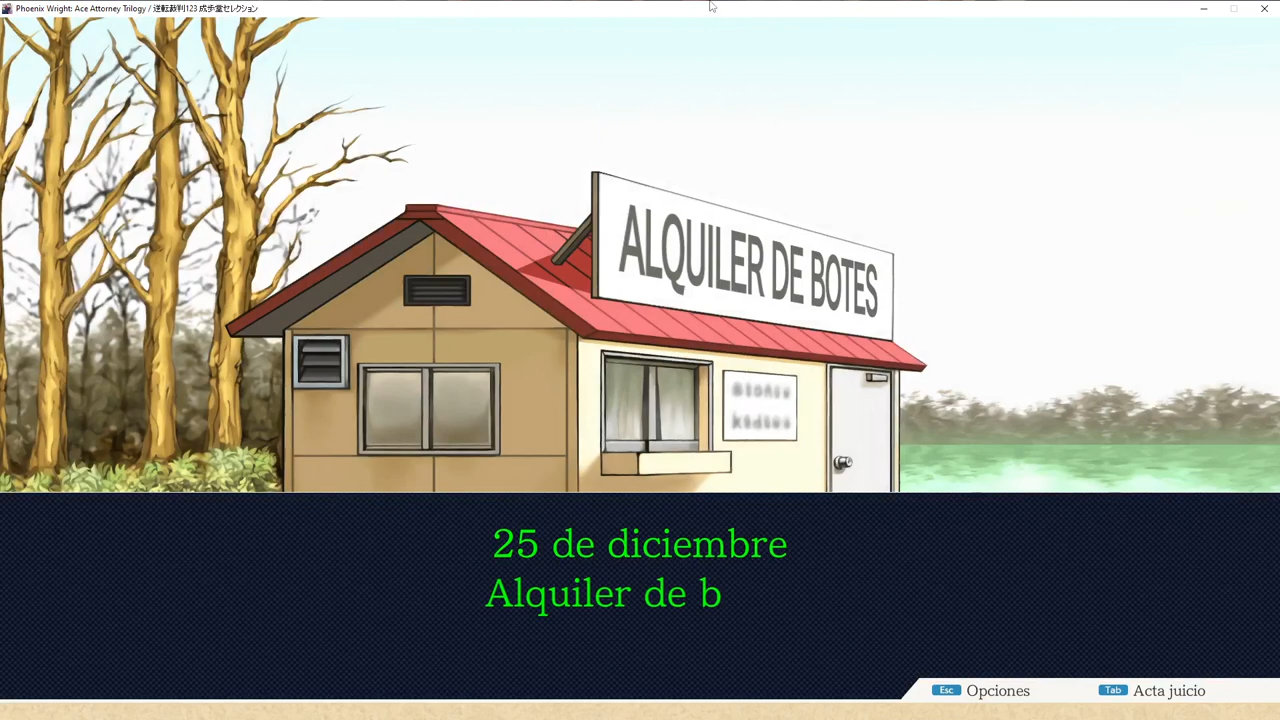 Phoenix Wright: Ace Attorney Trilogy / 逆転裁判123 成歩堂セレクション
ALQUILER DE BOTES
25 de diciembre
Alquiler de b
Esc Opciones
Tab Acta juicio